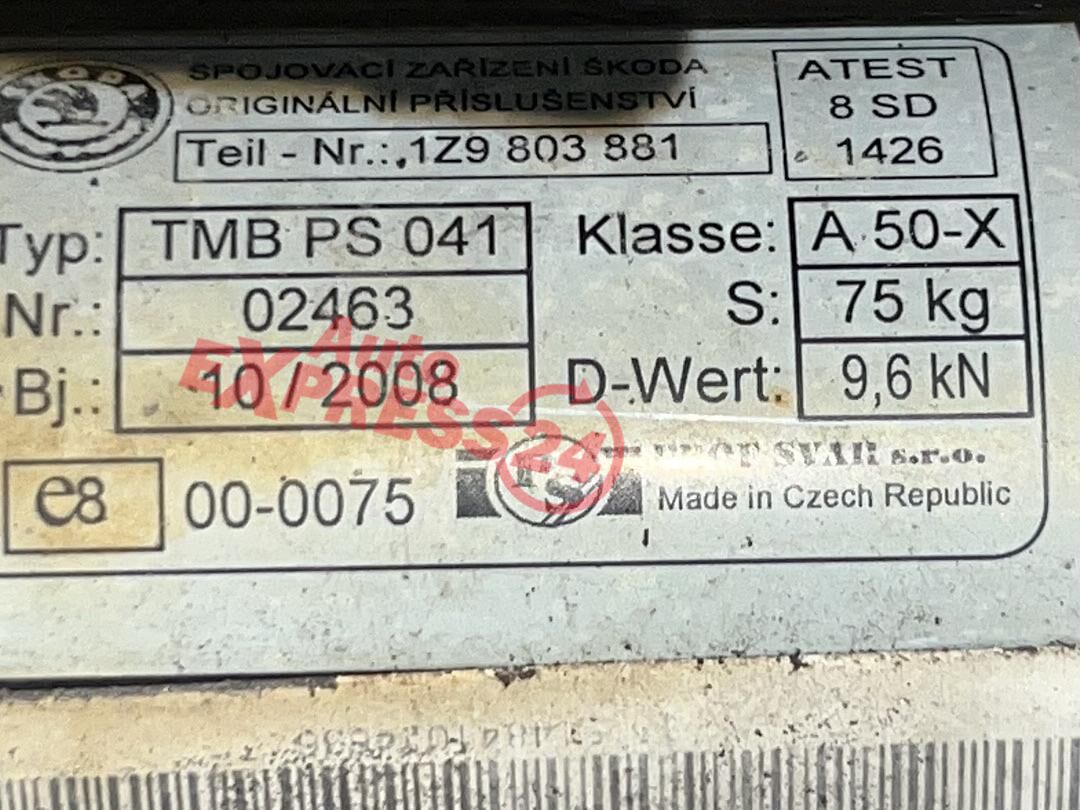 ŠKODA
SPOJOVACÍ ZAŘÍZENÍ ŠKODA
ORIGINÁLNÍ PŘÍSLUŠENSTVÍ
Teil - Nr.: 1Z9 803 881
ATEST
8 SD
1426
Typ: TMB PS 041
Klasse: A 50-X
Nr.: 02463
S: 75 kg
Bj.: 10/2008
D-Wert: 9,6 kN
Auto
EXPRESS24
e8
00-0075
SVAR s.r.o.
Made in Czech Republic